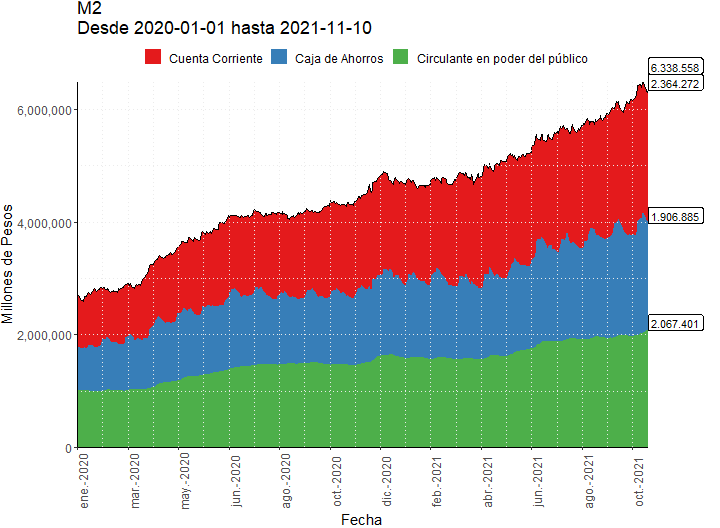 M2
Desde 2020-01-01 hasta 2021-11-10
Cuenta Corriente Caja de Ahorros Circulante en poder del público
6.338.558
2.364.272
6,000,000
1.906.885
4,000,000
2.067.401
2,000,000
0
Millones de Pesos
ene.-2020
mar.-2020
may.-2020
jun.-2020
ago.-2020
oct.-2020
dic.-2020
feb.-2021
abr.-2021
jun.-2021
ago.-2021
oct.-2021
Fecha